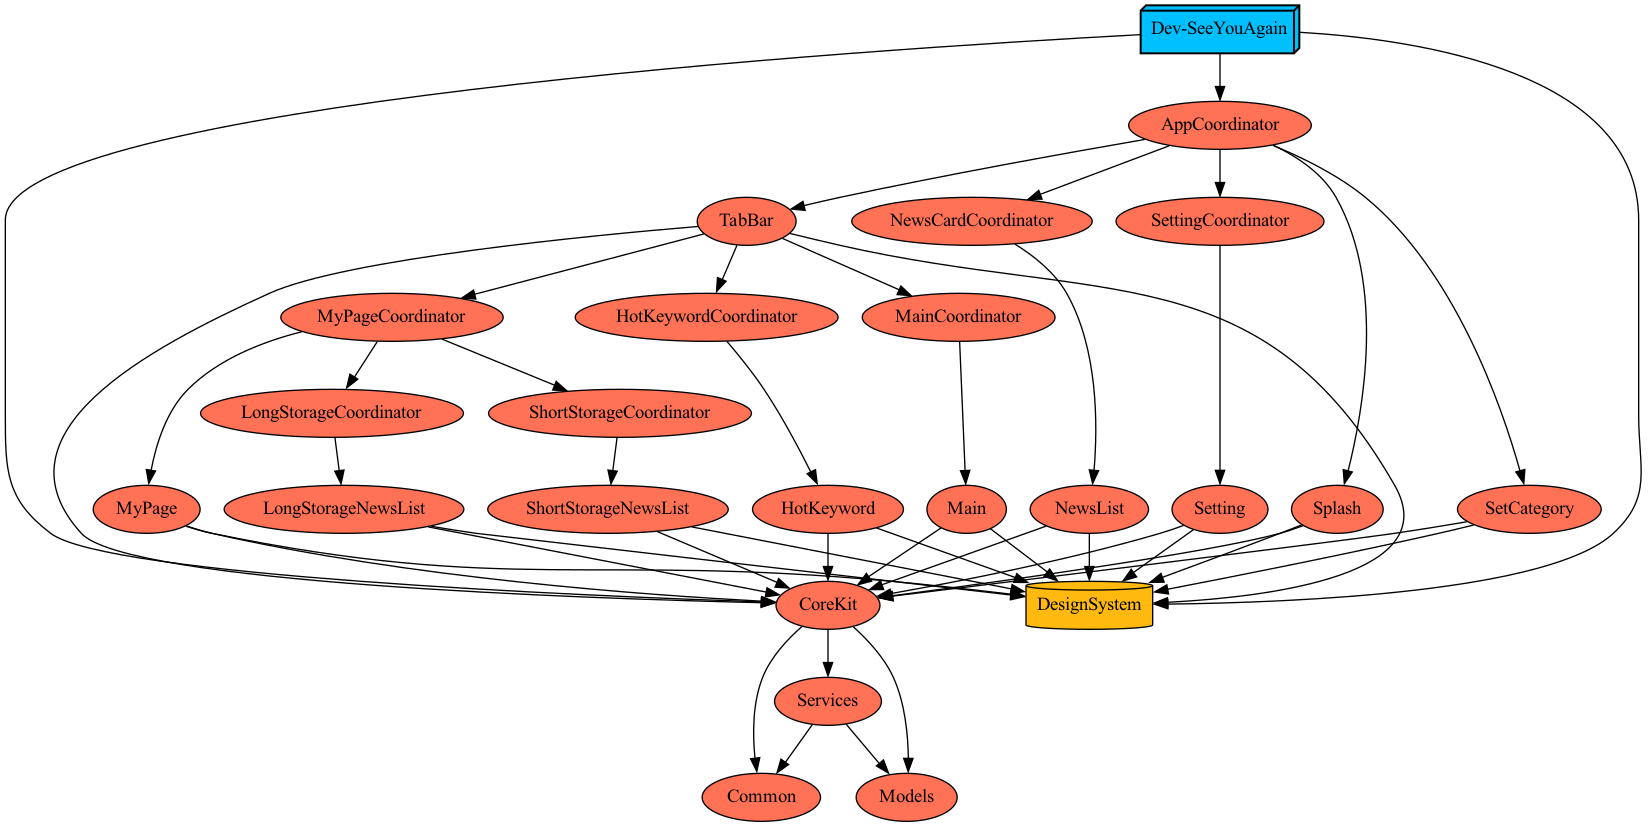 Dev-SeeYouAgain
AppCoordinator
TabBar
NewsCardCoordinator
SettingCoordinator
MyPageCoordinator
HotKeywordCoordinator
MainCoordinator
LongStorageCoordinator
ShortStorageCoordinator
MyPage
LongStorageNewsList
ShortStorageNewsList
HotKeyword
Main
NewsList
Setting
Splash
SetCategory
CoreKit
DesignSystem
Services
Common
Models